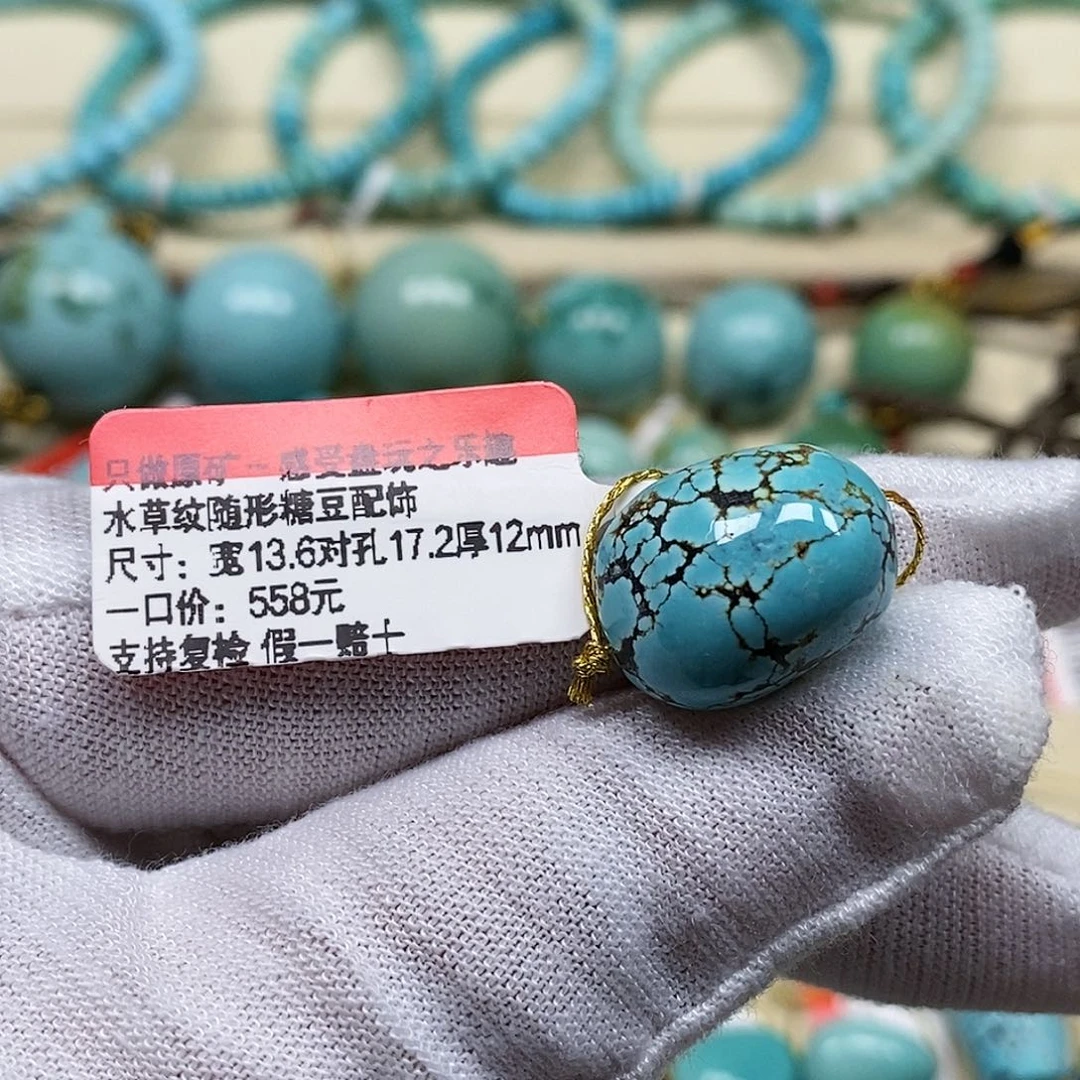 只做原矿－感受盘玩之乐趣
水草纹随形糖豆配饰
尺寸：宽13.6对孔17.2厚12mm
一口价：558元
支持复检 假一赔十